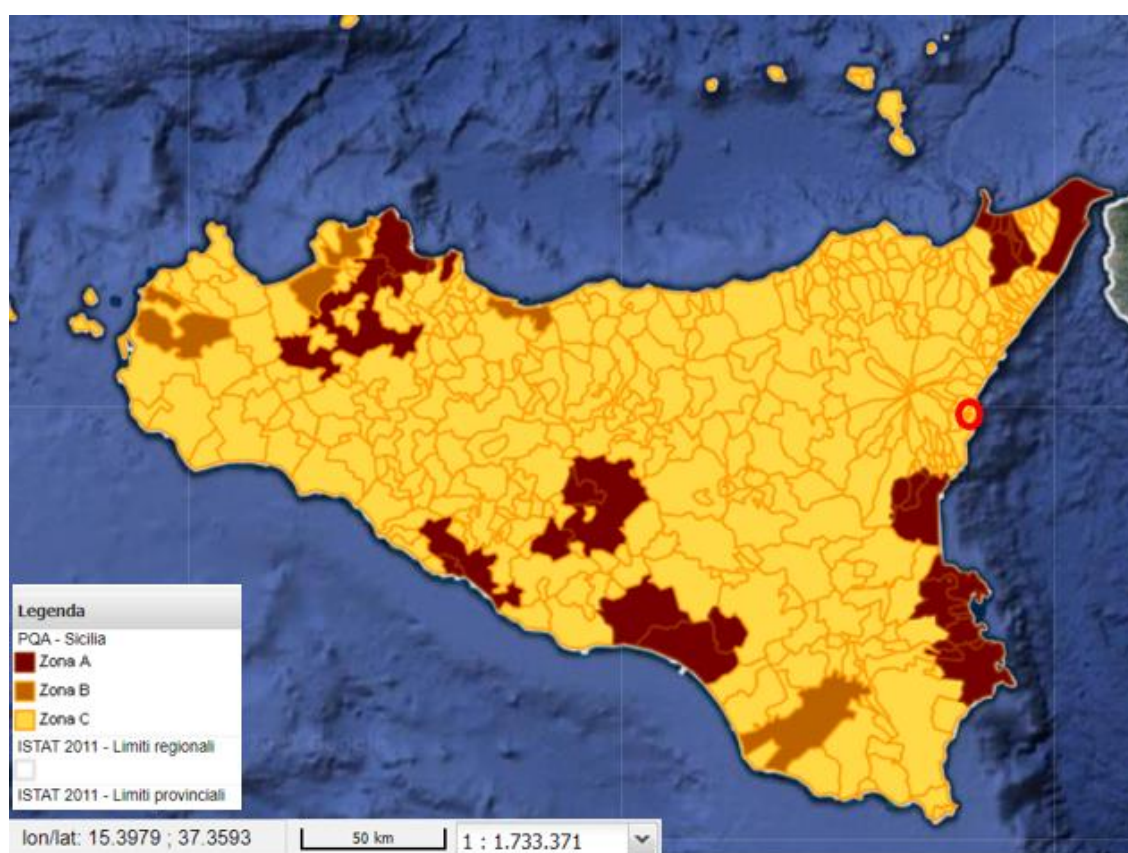 Legenda
PQA - Sicilia
Zona A
Zona B
Zona C
ISTAT 2011 - Limiti regionali
ISTAT 2011 - Limiti provinciali
lon/lat: 15.3979 ; 37.3593
50 km
1 : 1.733.371